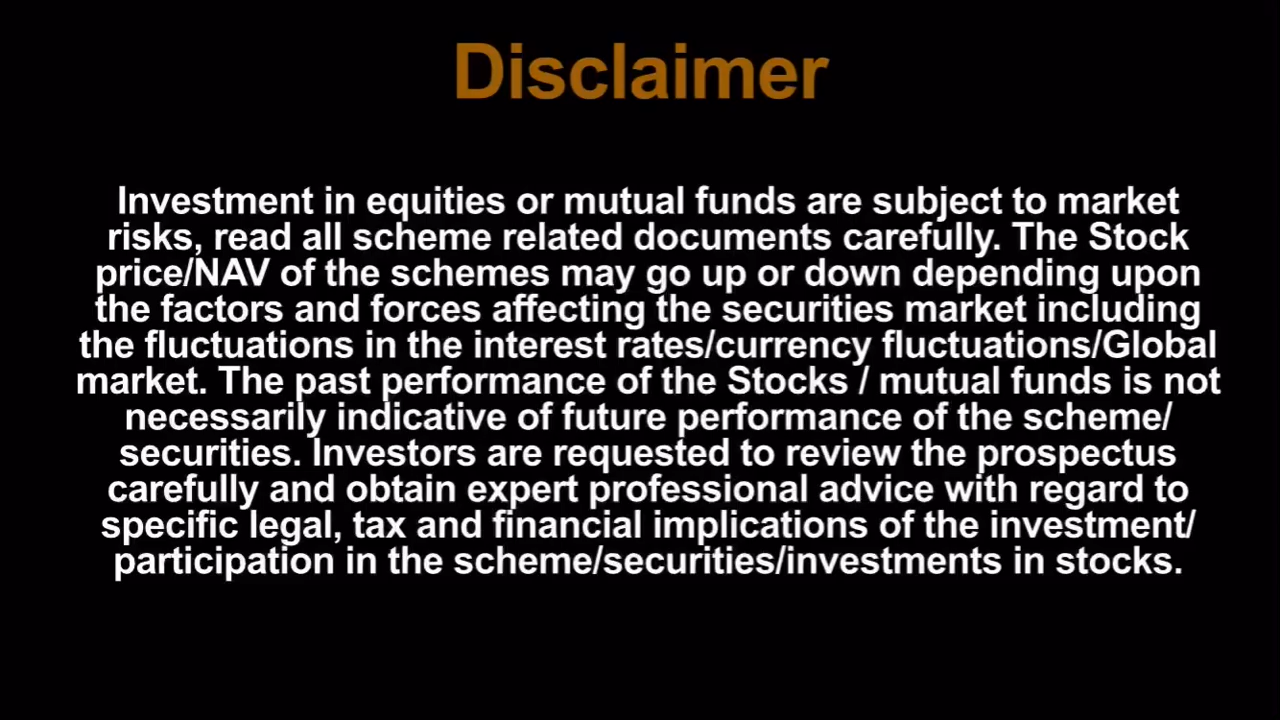 Disclaimer
Investment in equities or mutual funds are subject to market
risks, read all scheme related documents carefully. The Stock
price/NAV of the schemes may go up or down depending upon
the factors and forces affecting the securities market including
the fluctuations in the interest rates/currency fluctuations/Global
market. The past performance of the Stocks / mutual funds is not
necessarily indicative of future performance of the scheme/
securities. Investors are requested to review the prospectus
carefully and obtain expert professional advice with regard to
specific legal, tax and financial implications of the investment/
participation in the scheme/securities/investments in stocks.